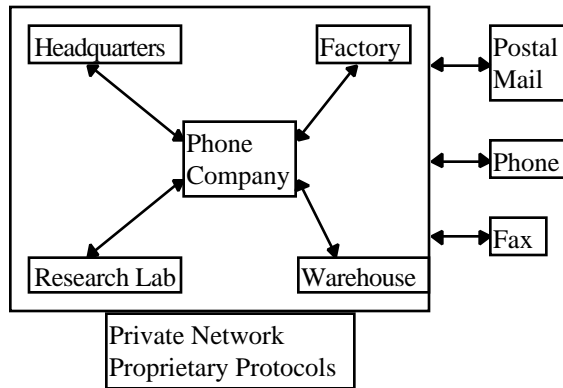 Headquarters
Factory
Postal
Mail
Phone
Company
Phone
Research Lab
Warehouse
Fax
Private Network
Proprietary Protocols